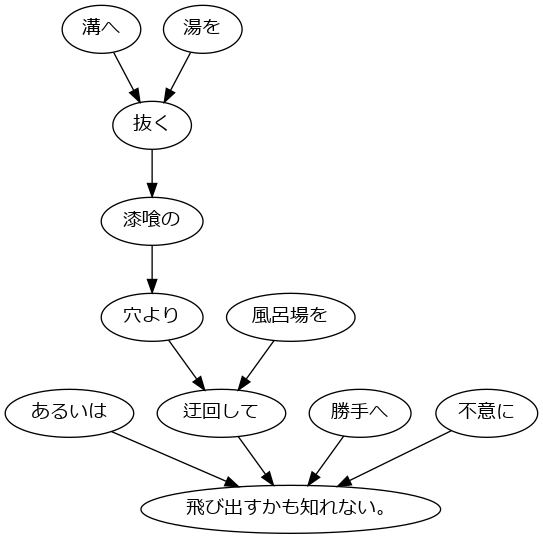 溝へ
湯を
抜く
漆喰の
穴より
風呂場を
あるいは
迂回して
勝手へ
不意に
飛び出すかも知れない。